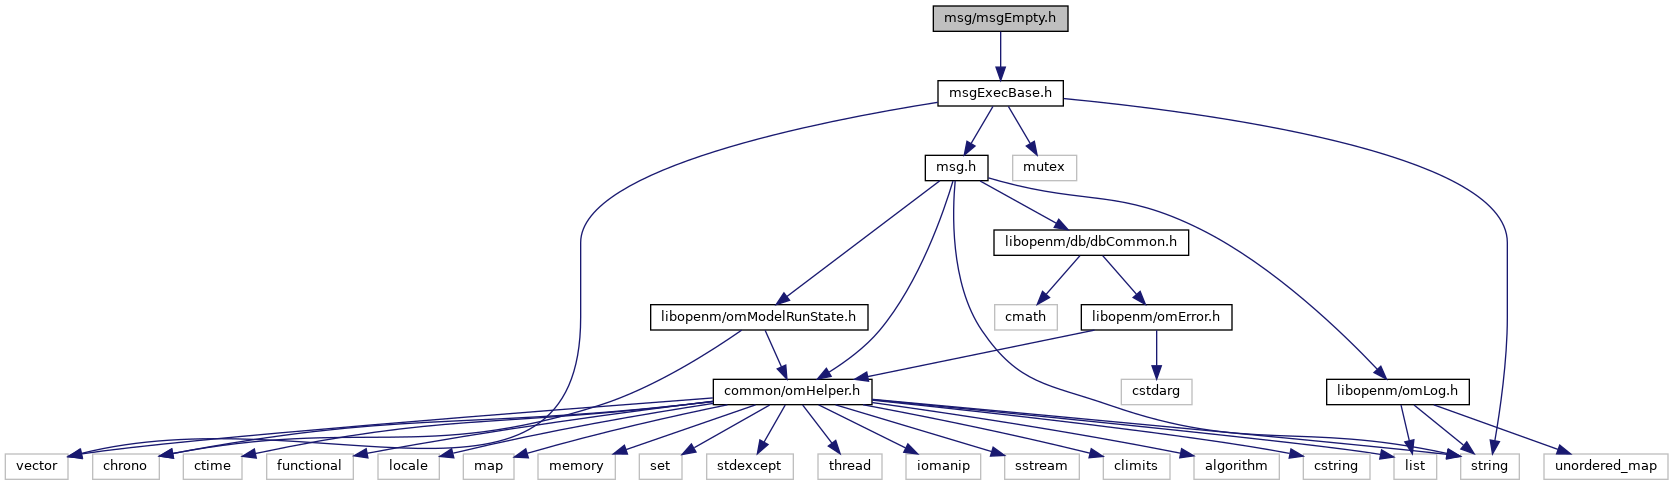 msg/msgEmpty.h
msgExecBase.h
msg.h
mutex
libopenm/db/dbCommon.h
libopenm/omModelRunState.h
cmath
libopenm/omError.h
common/omHelper.h
cstdarg
libopenm/omLog.h
vector
chrono
ctime
functional
locale
map
memory
set
stdexcept
thread
iomanip
sstream
climits
algorithm
cstring
list
string
unordered_map